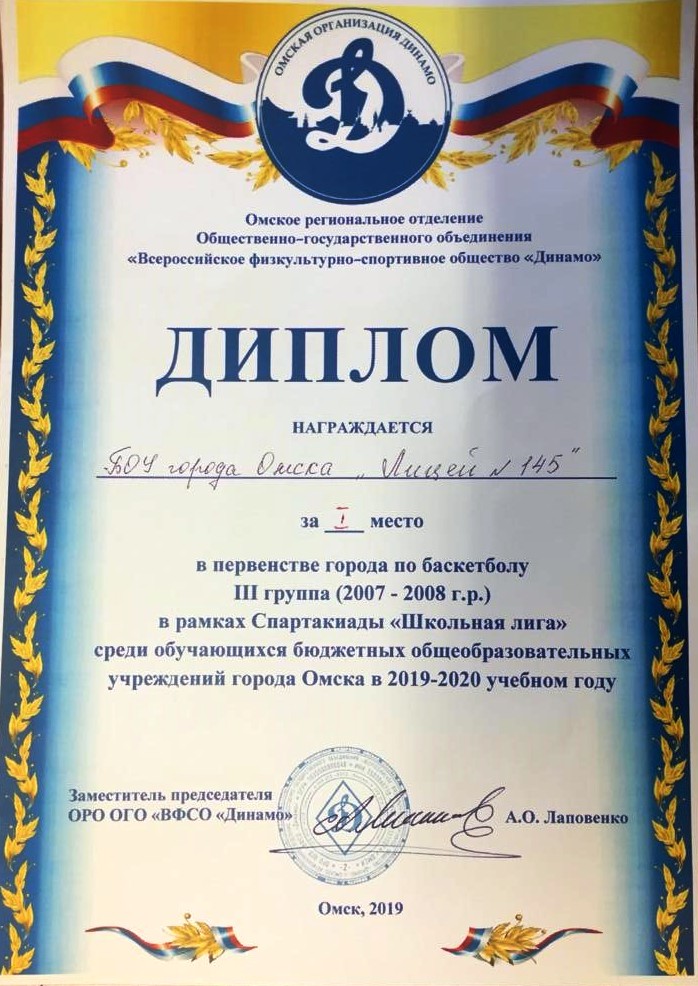 ОМСКАЯ ОРГАНИЗАЦИЯ ДИНАМО
Д
Омское региональное отделение
Общественно-государственного объединения
«Всероссийское физкультурно-спортивное общество «Динамо»
ДИПЛОМ
НАГРАЖДАЕТСЯ
БОУ города Омска „Лицей № 145"
за I место
в первенстве города по баскетболу
III группа (2007 - 2008 г.р.)
в рамках Спартакиады «Школьная лига»
среди обучающихся бюджетных общеобразовательных
учреждений города Омска в 2019-2020 учебном году
Заместитель председателя
ОРО ОГО «ВФСО «Динамо»
А.О. Лаповенко
Омск, 2019